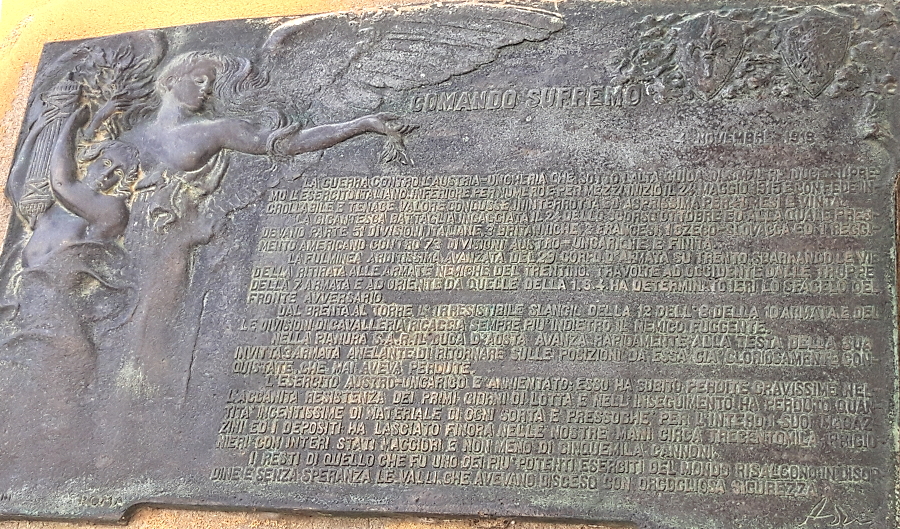 COMANDO SUPREMO
4 NOVEMBRE 1918
LA GUERRA CONTRO L'AUSTRIA-UNGHERIA CHE SOTTO L'ALTA GUIDA DI S.M. IL RE DUCE SUPRE-
MO L'ESERCITO ITALIANO INFERIORE PER NUMERO E PER MEZZI INIZIO IL 24 MAGGIO 1915 E CON FEDE IN-
CROLLABILE E TENACE VALORE CONDUSSE ININTERROTTA ED ASPRISSIMA PER MESI E VINTA.
LA GIGANTESCA BATTAGLIA INGAGGIATA IL 24 DELLO SCORSO OTTOBRE ED ALLA QUALE PREN-
DEVANO PARTE 51 DIVISIONI ITALIANE 3 BRITANNICHE 2 FRANCESI 1 CZECO-SLOVACCA ED 1 REGGI-
MENTO AMERICANO CONTRO 73 DIVISIONI AUSTRO-UNGARICHE E FINITA.
LA FULMINEA ARDITISSIMA AVANZATA DEL 29 CORPO D'ARMATA SU TRENTO SBARRANDO LE VIE
DELLA RITIRATA ALLE ARMATE NEMICHE DEL TRENTINO, TRAVOLTE AD OCCIDENTE DALLE TRUPPE
DELLA 7 ARMATA E AD ORIENTE DA QUELLE DELLA 1.6.4. HA DETERMINATO IERI LO SFACELO DEL
FRONTE AVVERSARIO.
DAL BRENTA AL TORRE L'IRRESISTIBILE SLANCIO DELLA 12 DELL'8 DELLA 10 ARMATA E DEL-
LE DIVISIONI DI CAVALLERIA RICACCIA SEMPRE PIU' INDIETRO IL NEMICO FUGGENTE.
NELLA PIANURA S.A.R. IL DUCA D'AOSTA AVANZA RAPIDAMENTE ALLA TESTA DELLA SUA
INVITTA 3 ARMATA ANELANTE DI RITORNARE SULLE POSIZIONI DA ESSA GIA' GLORIOSAMENTE CON-
QUISTATE, CHE MAI AVEVA PERDUTE.
L'ESERCITO AUSTRO-UNGARICO E' ANNIENTATO: ESSO HA SUBITO PERDITE GRAVISSIME NEL-
L'ACCANITA RESISTENZA DEI PRIMI GIORNI DI LOTTA E NELL'INSEGUIMENTO HA PERDUTO QUAN-
TITA' INGENTISSIME DI MATERIALE DI OGNI SORTA E PRESSOCHE' PER L'INTERO I SUOI MAGAZ-
ZINI ED I DEPOSITI HA LASCIATO FINORA NELLE NOSTRE MANI CIRCA TRECENTOMILA PRIGIO-
NIERI CON INTERI STATI MAGGIORI E NON MENO DI CINQUEMILA CANNONI.
I RESTI DI QUELLO CHE FU UNO DEI PIU' POTENTI ESERCITI DEL MONDO RISALGONO IN DISOR-
DINE E SENZA SPERANZA LE VALLI, CHE AVEVANO DISCESO CON ORGOGLIOSA SICUREZZA
ROMA